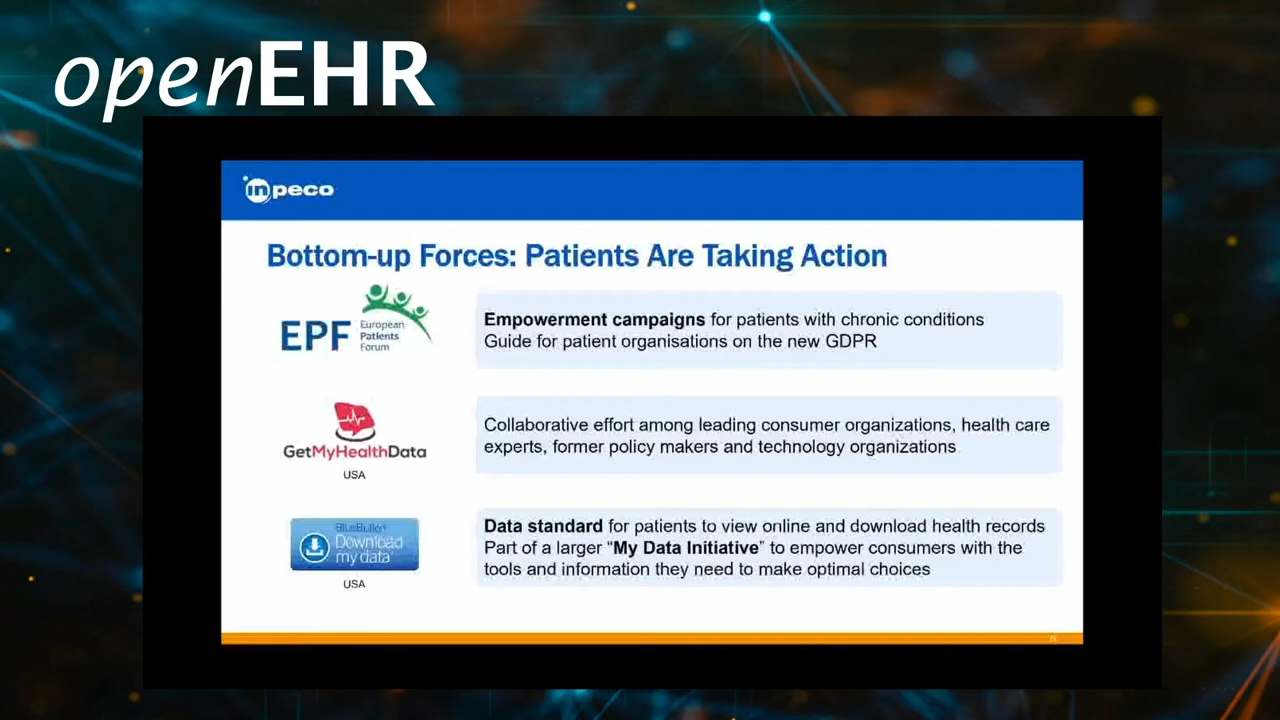 openEHR
inpeco
Bottom-up Forces: Patients Are Taking Action
EPF European
Patients
Forum
Empowerment campaigns for patients with chronic conditions
Guide for patient organisations on the new GDPR
GetMyHealthData
USA
Collaborative effort among leading consumer organizations, health care
experts, former policy makers and technology organizations
BlueButton
Download
my data
USA
Data standard for patients to view online and download health records
Part of a larger “My Data Initiative” to empower consumers with the
tools and information they need to make optimal choices